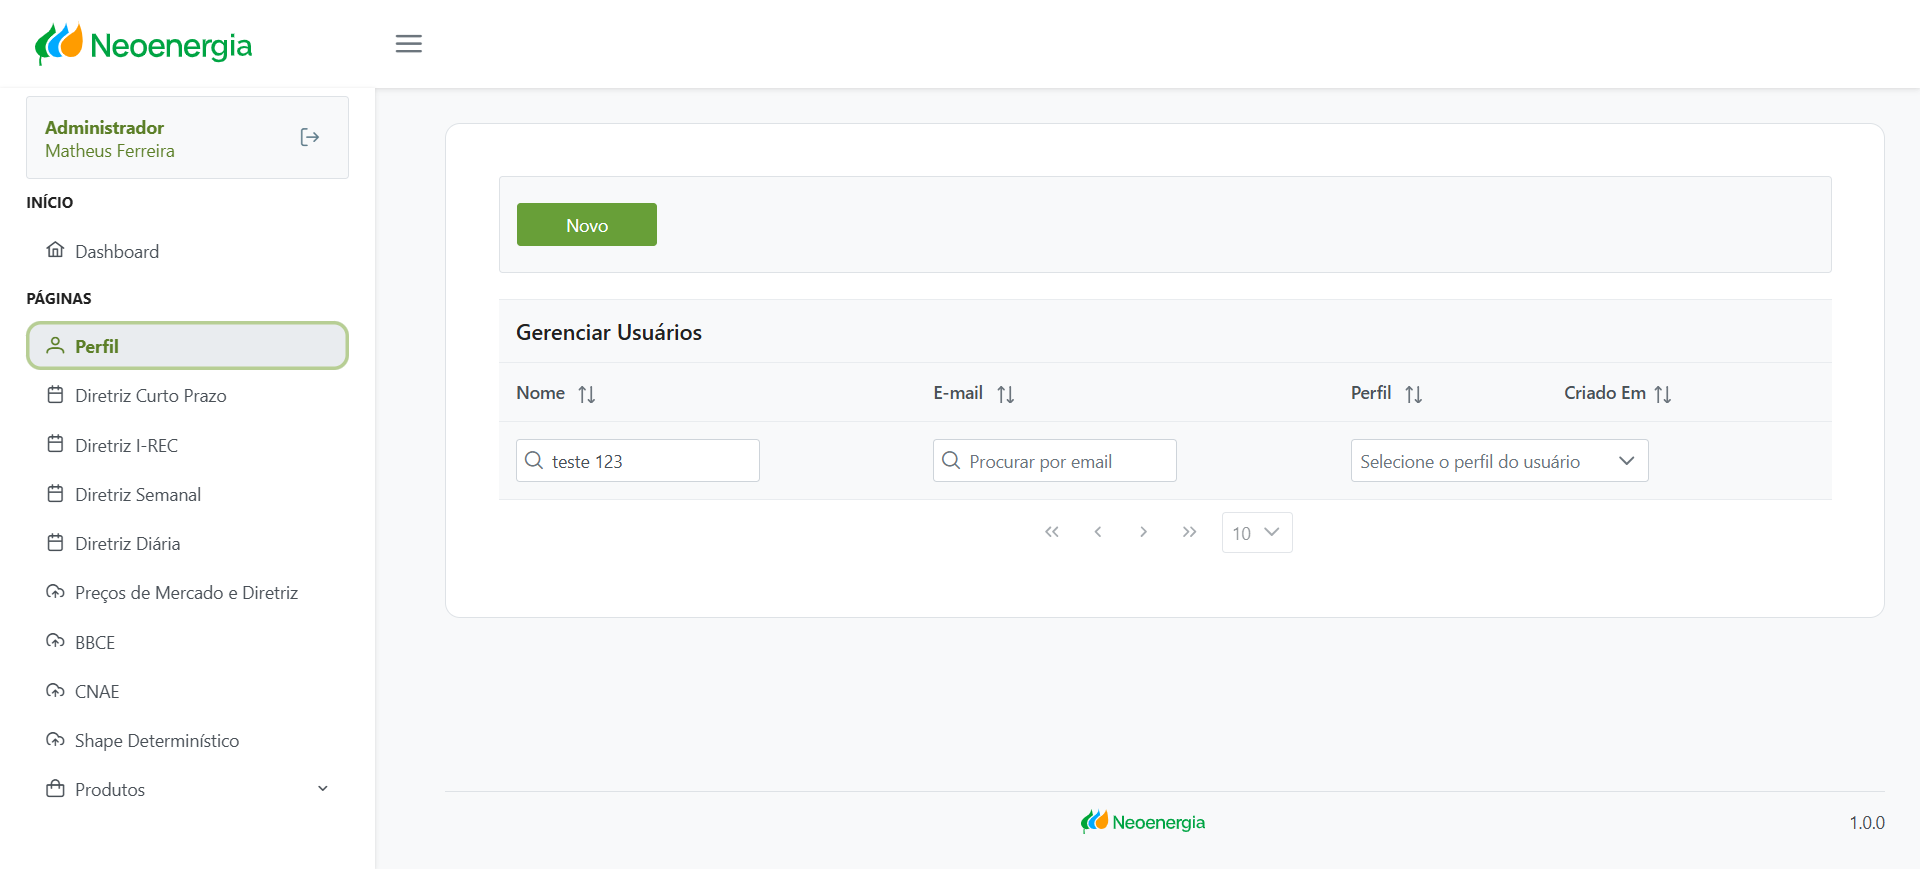 Neoenergia
Administrador
Matheus Ferreira
INÍCIO
Dashboard
PÁGINAS
Perfil
Diretriz Curto Prazo
Diretriz I-REC
Diretriz Semanal
Diretriz Diária
Preços de Mercado e Diretriz
BBCE
CNAE
Shape Determinístico
Produtos
Novo
Gerenciar Usuários
Nome E-mail Perfil Criado Em
teste 123 Procurar por email Selecione o perfil do usuário
10
Neoenergia
1.0.0